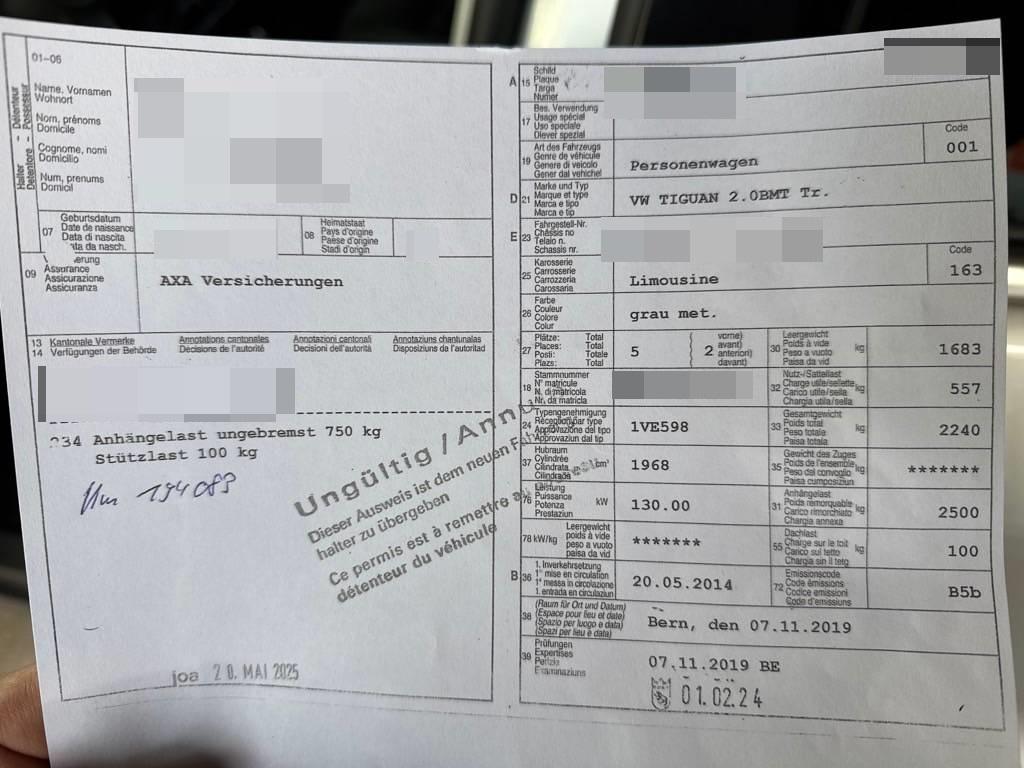 01-06
Halter – Détenteur
Detentore – Possessur
Name, Vornamen
Wohnort
Nom, prénoms
Domicile
Cognome, nomi
Domicilio
Num, prenums
Domicil
07
Geburtsdatum
Date de naissance
Data di nascita
ta da nasch.
08
Heimatstaat
Pays d'origine
Paese d'origine
Stadi d'origin
09
erung
Assurance
Assicurazione
Assicuranza
AXA Versicherungen
13 Kantonale Vermerke Annotations cantonales Annotazioni cantonali Annotaziuns chantunalas
14 Verfügungen der Behörde Décisions de l'autorité Decisioni dell'autorità Disposiziuns da l'autoritad
234 Anhängelast ungebremst 750 kg
Stützlast 100 kg
194089
Ungültig / Ann
Dieser Ausweis ist dem neuen Fahr
halter zu übergeben
Ce permis est à remettre au
détenteur du véhicule
joa 20. MAI 2025
A 15
Schild
Plaque
Targa
Numer
17
Bes. Verwendung
Usage spécial
Uso speciale
Diever spezial
19
Art des Fahrzeugs
Genre de véhicule
Genere di veicolo
Gener dal vehichel
Personenwagen
Code
001
D 21
Marke und Typ
Marque et type
Marca e tipo
Marca e tip
VW TIGUAN 2.0BMT Tr.
E 23
Fahrgestell-Nr.
Châssis no
Telaio n.
Schassis nr.
25
Karosserie
Carrosserie
Carrozzeria
Carossaria
Limousine
Code
163
26
Farbe
Couleur
Colore
Colur
grau met.
27
Plätze: Total
Places: Total
Posti: Totale
Plazs: Total
5
2
vorne)
avant)
anteriori)
davant)
30
Leergewicht
Poids à vide
Peso a vuoto
Paisa da vid
kg
1683
18
Stammnummer
N° matricule
N. di matricola
Nr. da matricla
32
Nutz-/Sattellast
Charge utile/sellette
Carico utile/sella
Chargia utila/sella
kg
557
24
Typengenehmigung
Réception par type
Approvazione del tipo
Approvaziun dal tip
1VE598
33
Gesamtgewicht
Poids total
Peso totale
Paisa totala
kg
2240
37
Hubraum
Cylindrée
Cilindrata
Cilindrada
cm³
1968
35
Gewicht des Zuges
Poids de l'ensemble
Peso del convoglio
Paisa cumposiziun
kg
*******
76
Leistung
Puissance
Potenza
Prestaziun
kW
130.00
31
Anhängelast
Poids remorquable
Carico rimorchiato
Chargia annexa
kg
2500
78 kW/kg
Leergewicht
poids à vide
peso a vuoto
paisa da vid
*******
55
Dachlast
Charge sur le toit
Carico sul tetto
Chargia sin il tetg
kg
100
B 36
1. Inverkehrsetzung
1re mise en circulation
1a messa in circolazione
1. entrada en circulaziun
20.05.2014
72
Emissionscode
Code émissions
Codice emissioni
Code d'emissiuns
B5b
38
(Raum für Ort und Datum)
(Espace pour lieu et date)
(Spazio per luogo e data)
(Spazi per lieu e data)
Bern, den 07.11.2019
39
Prüfungen
Expertises
Perizie
Examinaziuns
07.11.2019 BE
01.02.24